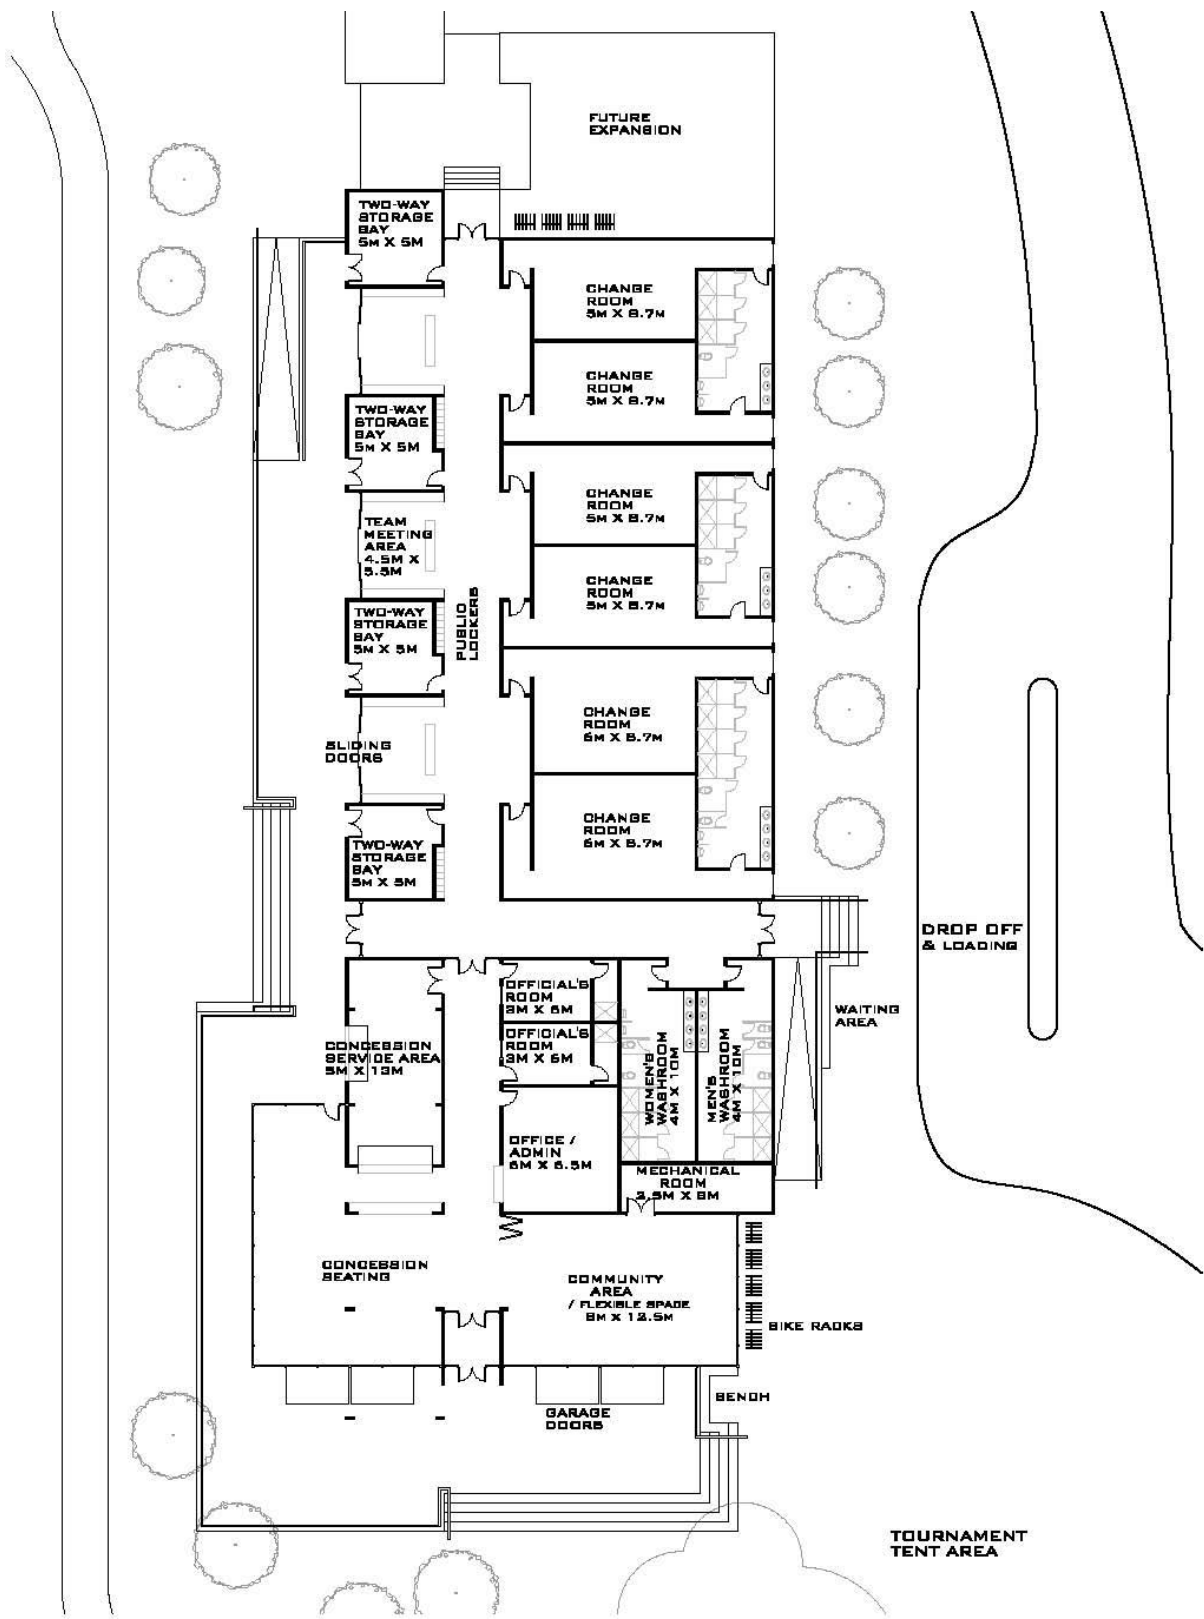 FUTURE
EXPANSION
TWO-WAY
STORAGE
BAY
5M X 5M
CHANGE
ROOM
5M X 8.7M
CHANGE
ROOM
5M X 8.7M
TWO-WAY
STORAGE
BAY
5M X 5M
CHANGE
ROOM
5M X 8.7M
TEAM
MEETING
AREA
4.5M X
5.5M
CHANGE
ROOM
5M X 8.7M
TWO-WAY
STORAGE
BAY
5M X 5M
PUBLIC
LOCKERS
CHANGE
ROOM
6M X 8.7M
SLIDING
DOORS
CHANGE
ROOM
6M X 8.7M
TWO-WAY
STORAGE
BAY
5M X 5M
DROP OFF
& LOADING
OFFICIAL'S
ROOM
3M X 6M
WAITING
AREA
CONCESSION
SERVICE AREA
5M X 13M
OFFICIAL'S
ROOM
3M X 6M
WOMEN'S
WASHROOM
4M X 10M
MEN'S
WASHROOM
4M X 10M
OFFICE /
ADMIN
6M X 6.5M
MECHANICAL
ROOM
2.5M X 8M
CONCESSION
SEATING
COMMUNITY
AREA
/ FLEXIBLE SPACE
8M X 12.5M
BIKE RACKS
BENCH
GARAGE
DOORS
TOURNAMENT
TENT AREA